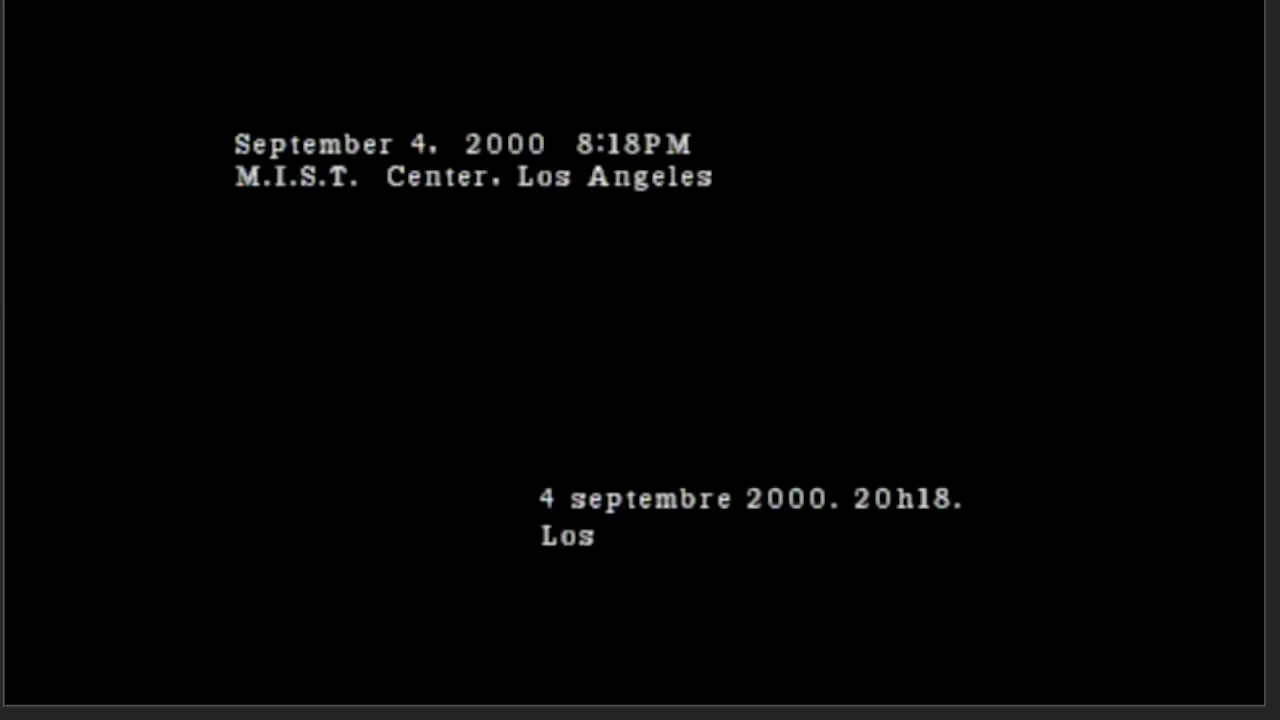 September 4, 2000 8:18PM
M.I.S.T. Center, Los Angeles
4 septembre 2000. 20h18.
Los